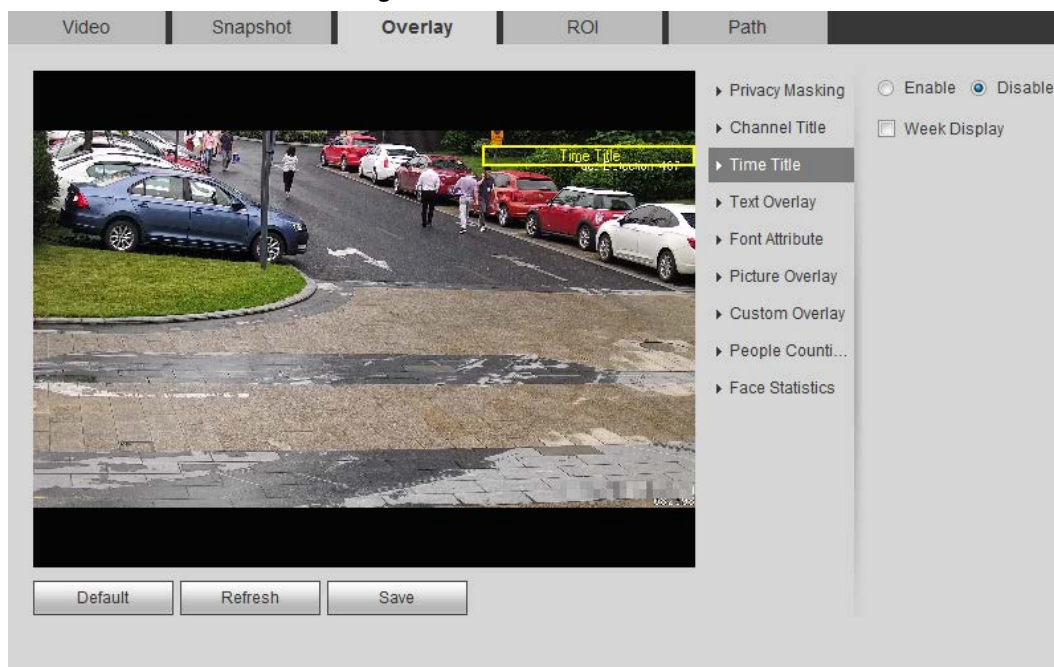 Video Snapshot Overlay ROI Path
Privacy Masking
Channel Title
Time Title
Text Overlay
Font Attribute
Picture Overlay
Custom Overlay
People Counti...
Face Statistics
Enable Disable
Week Display
Time Title
Default Refresh Save